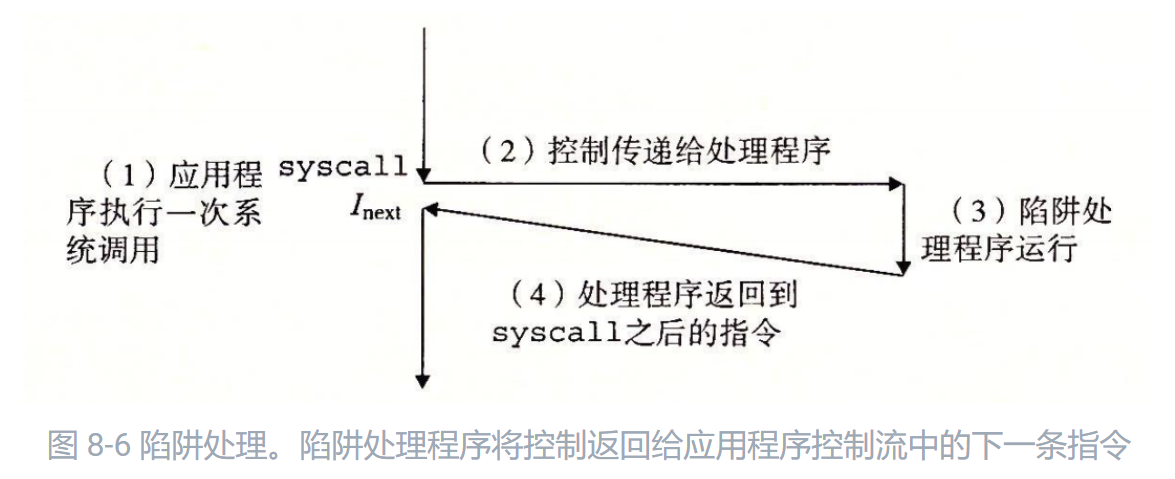 （2）控制传递给处理程序
（1）应用程
序执行一次系
统调用
syscall
Inext
（3）陷阱处
理程序运行
（4）处理程序返回到
syscall之后的指令
图 8-6 陷阱处理。陷阱处理程序将控制返回给应用程序控制流中的下一条指令